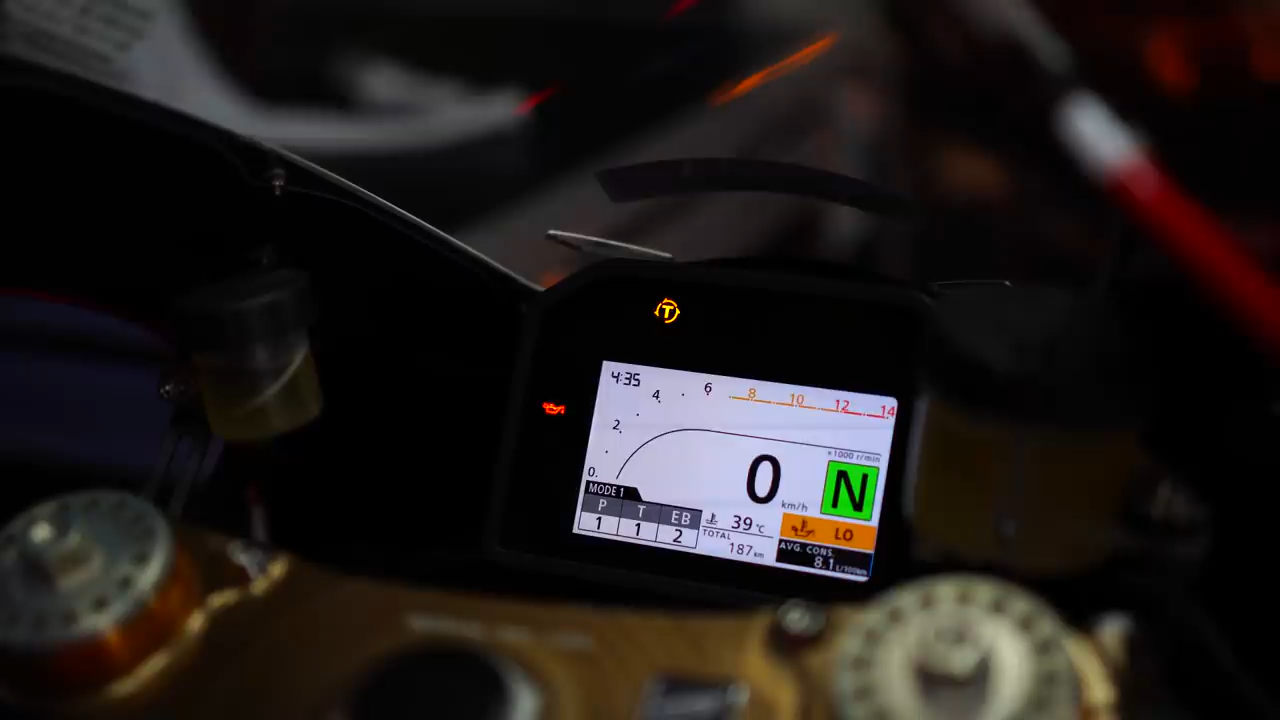 T
4:35
0. 2. 4. 6 8 10 12 14
×1000 r/min
0 km/h
N
MODE 1
P T EB
1 1 2
39 °C
TOTAL
187 km
LO
AVG. CONS.
8.1 L/100km